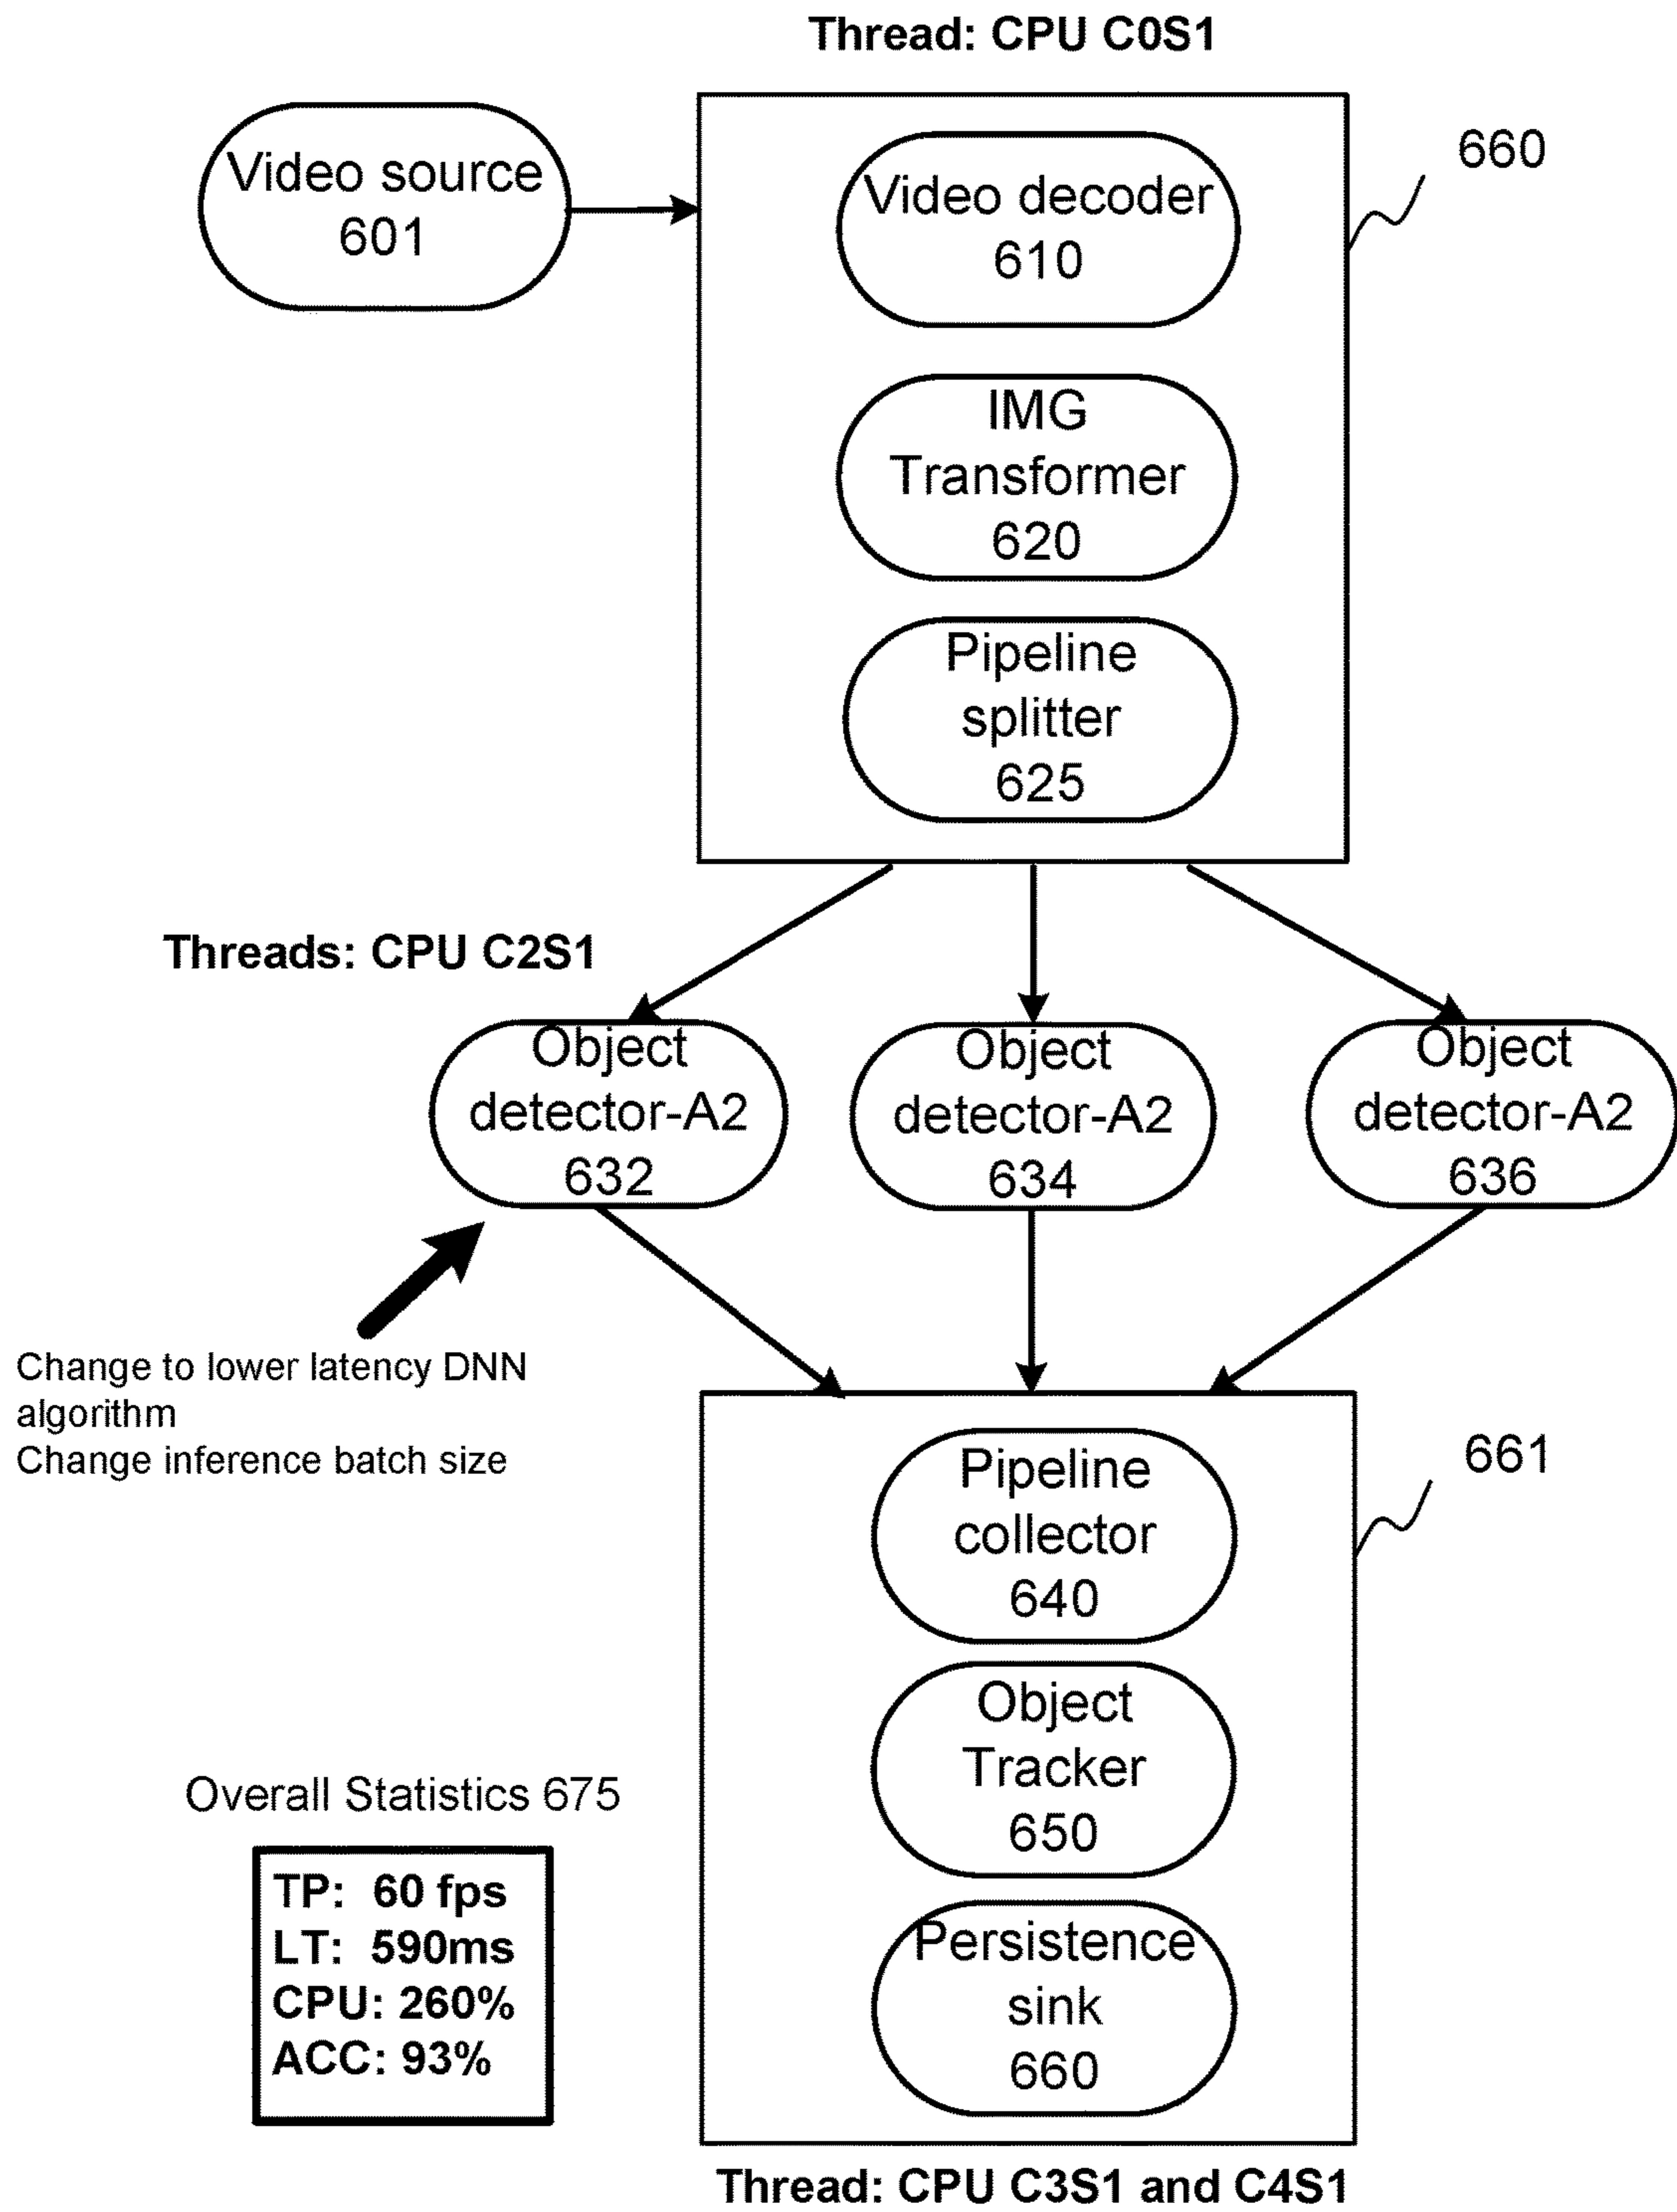 Thread: CPU C0S1
Video source
601
660
Video decoder
610
IMG
Transformer
620
Pipeline
splitter
625
Threads: CPU C2S1
Object
detector-A2
632
Object
detector-A2
634
Object
detector-A2
636
Change to lower latency DNN
algorithm
Change inference batch size
661
Pipeline
collector
640
Object
Tracker
650
Persistence
sink
660
Overall Statistics 675
TP: 60 fps
LT: 590ms
CPU: 260%
ACC: 93%
Thread: CPU C3S1 and C4S1